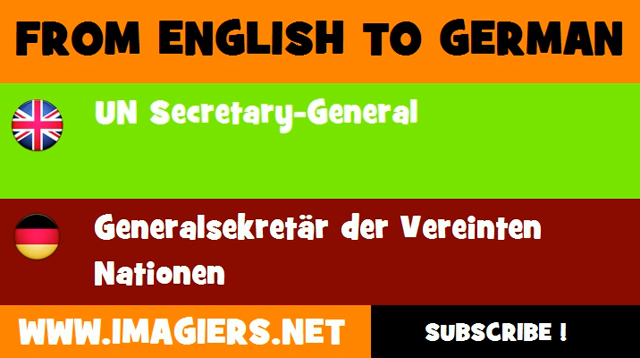 FROM ENGLISH TO GERMAN
UN Secretary-General
Generalsekretär der Vereinten
Nationen
WWW.IMAGIERS.NET
SUBSCRIBE !